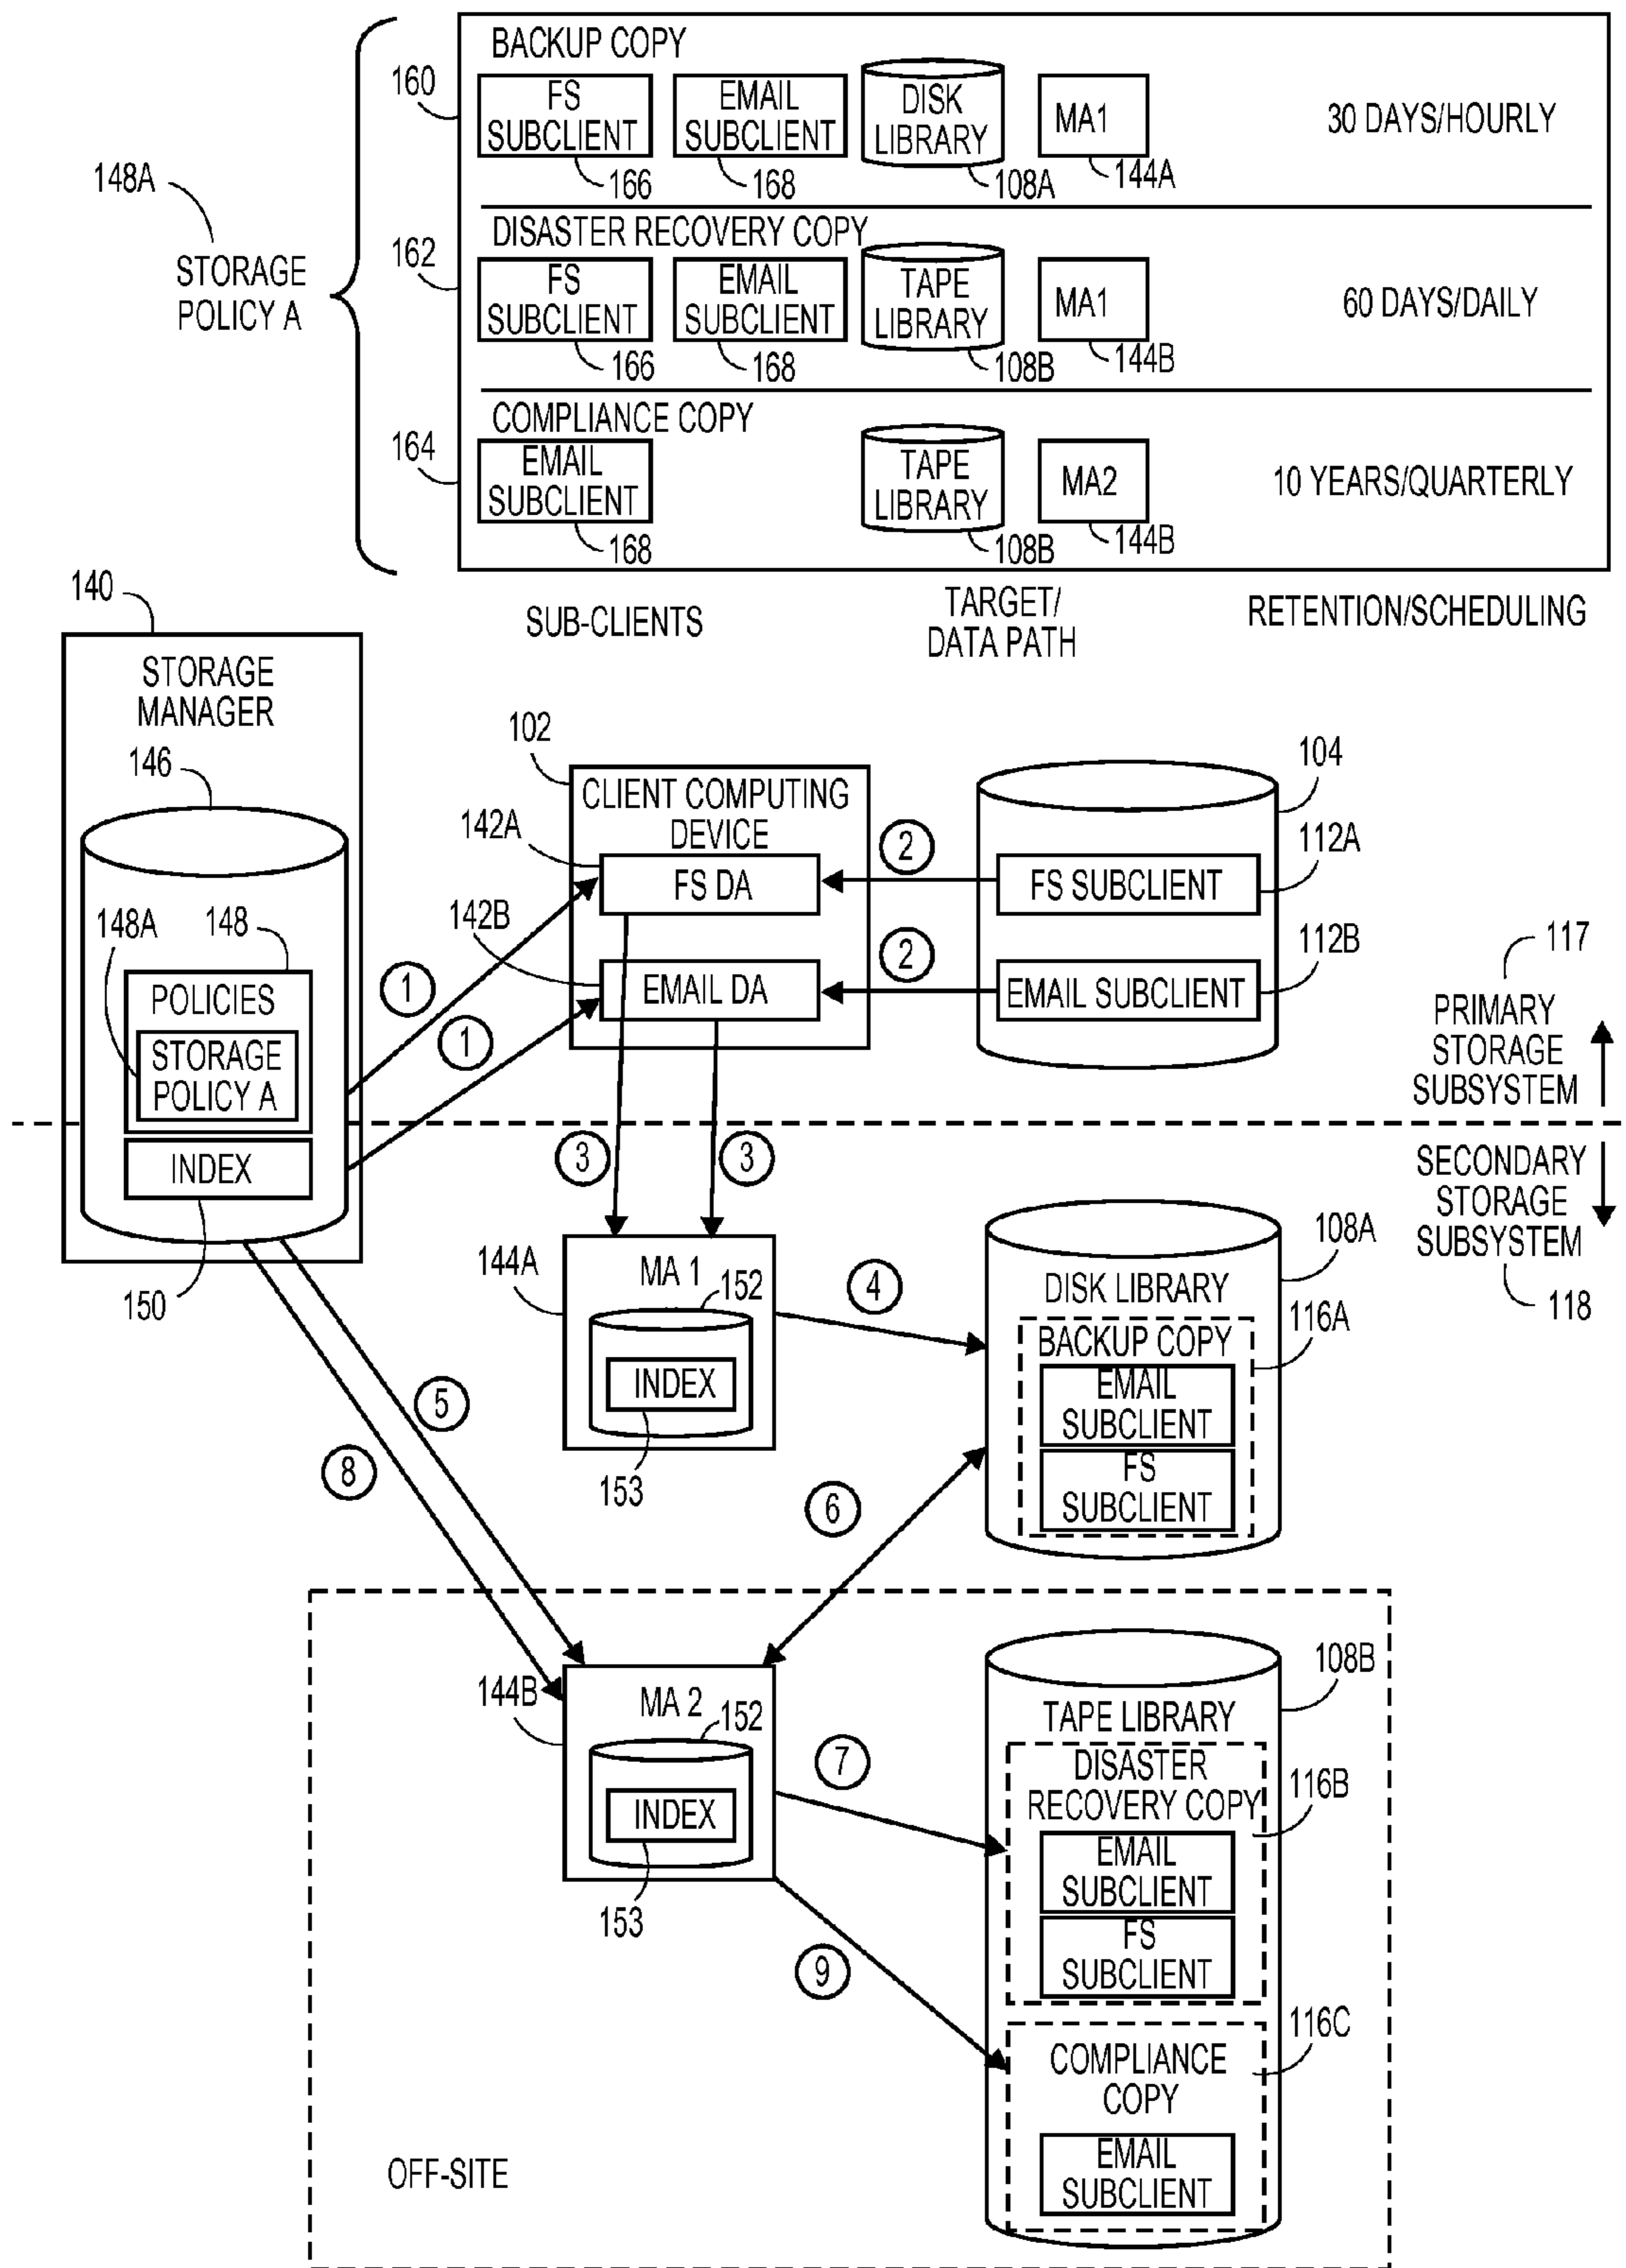 BACKUP COPY
160
FS
SUBCLIENT
166
EMAIL
SUBCLIENT
168
DISK
LIBRARY
108A
MA1
144A
30 DAYS/HOURLY
148A
STORAGE
POLICY A
DISASTER RECOVERY COPY
162
FS
SUBCLIENT
166
EMAIL
SUBCLIENT
168
TAPE
LIBRARY
108B
MA1
144B
60 DAYS/DAILY
COMPLIANCE COPY
164
EMAIL
SUBCLIENT
168
TAPE
LIBRARY
108B
MA2
144B
10 YEARS/QUARTERLY
SUB-CLIENTS
TARGET/
DATA PATH
RETENTION/SCHEDULING
140
STORAGE
MANAGER
146
148A
148
POLICIES
STORAGE
POLICY A
INDEX
150
1
1
102
CLIENT COMPUTING
DEVICE
142A
FS DA
142B
EMAIL DA
2
2
104
FS SUBCLIENT
112A
EMAIL SUBCLIENT
112B
117
PRIMARY
STORAGE
SUBSYSTEM
SECONDARY
STORAGE
SUBSYSTEM
118
3
3
144A
MA 1
152
INDEX
153
4
108A
DISK LIBRARY
BACKUP COPY
116A
EMAIL
SUBCLIENT
FS
SUBCLIENT
5
8
6
144B
MA 2
152
INDEX
153
7
9
108B
TAPE LIBRARY
DISASTER
RECOVERY COPY
116B
EMAIL
SUBCLIENT
FS
SUBCLIENT
116C
COMPLIANCE
COPY
EMAIL
SUBCLIENT
OFF-SITE